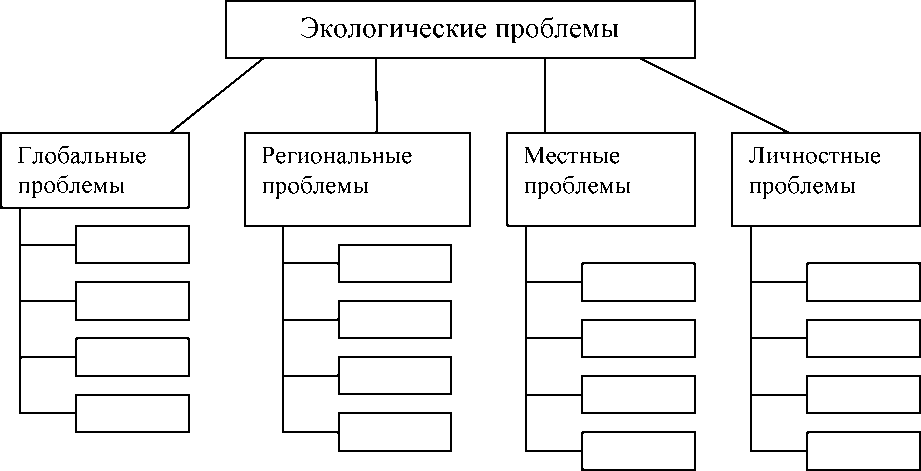 Экологические проблемы
Глобальные
проблемы
Региональные
проблемы
Местные
проблемы
Личностные
проблемы